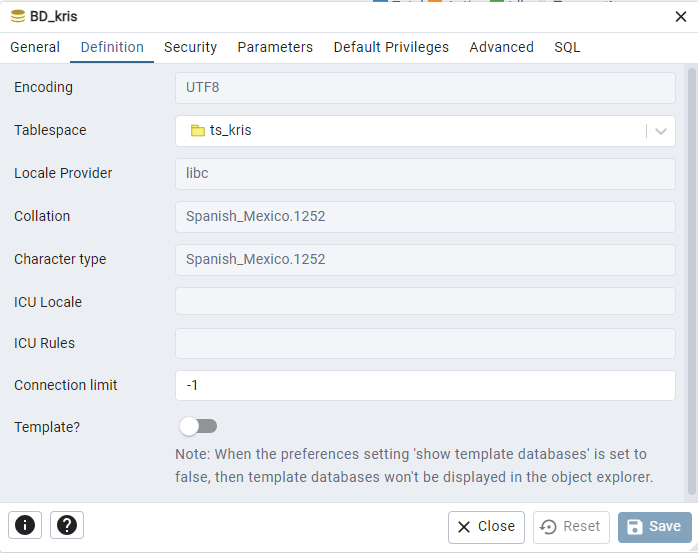 BD_kris
General Definition Security Parameters Default Privileges Advanced SQL
Encoding UTF8
Tablespace ts_kris
Locale Provider libc
Collation Spanish_Mexico.1252
Character type Spanish_Mexico.1252
ICU Locale
ICU Rules
Connection limit -1
Template?
Note: When the preferences setting 'show template databases' is set to
false, then template databases won't be displayed in the object explorer.
Close Reset Save